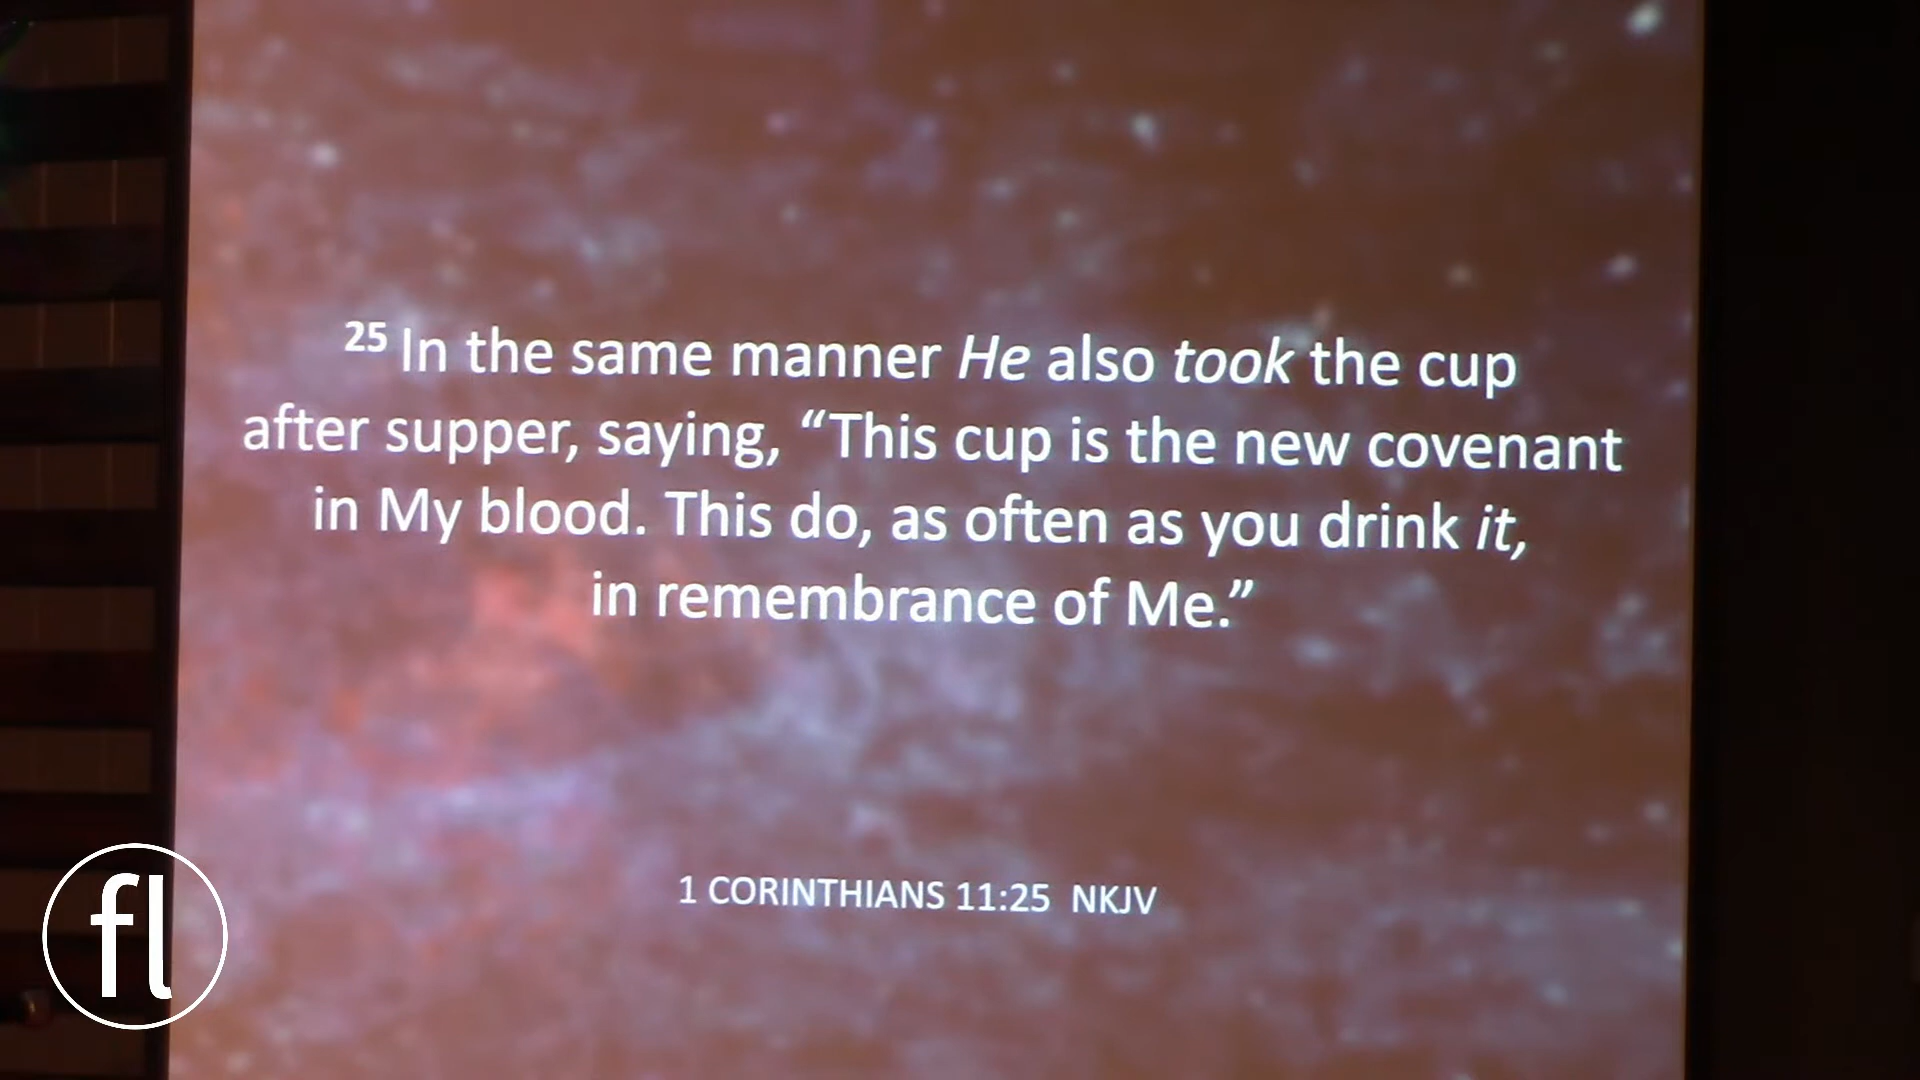 25 In the same manner He also took the cup
after supper, saying, “This cup is the new covenant
in My blood. This do, as often as you drink it,
in remembrance of Me.”
1 CORINTHIANS 11:25 NKJV
fl